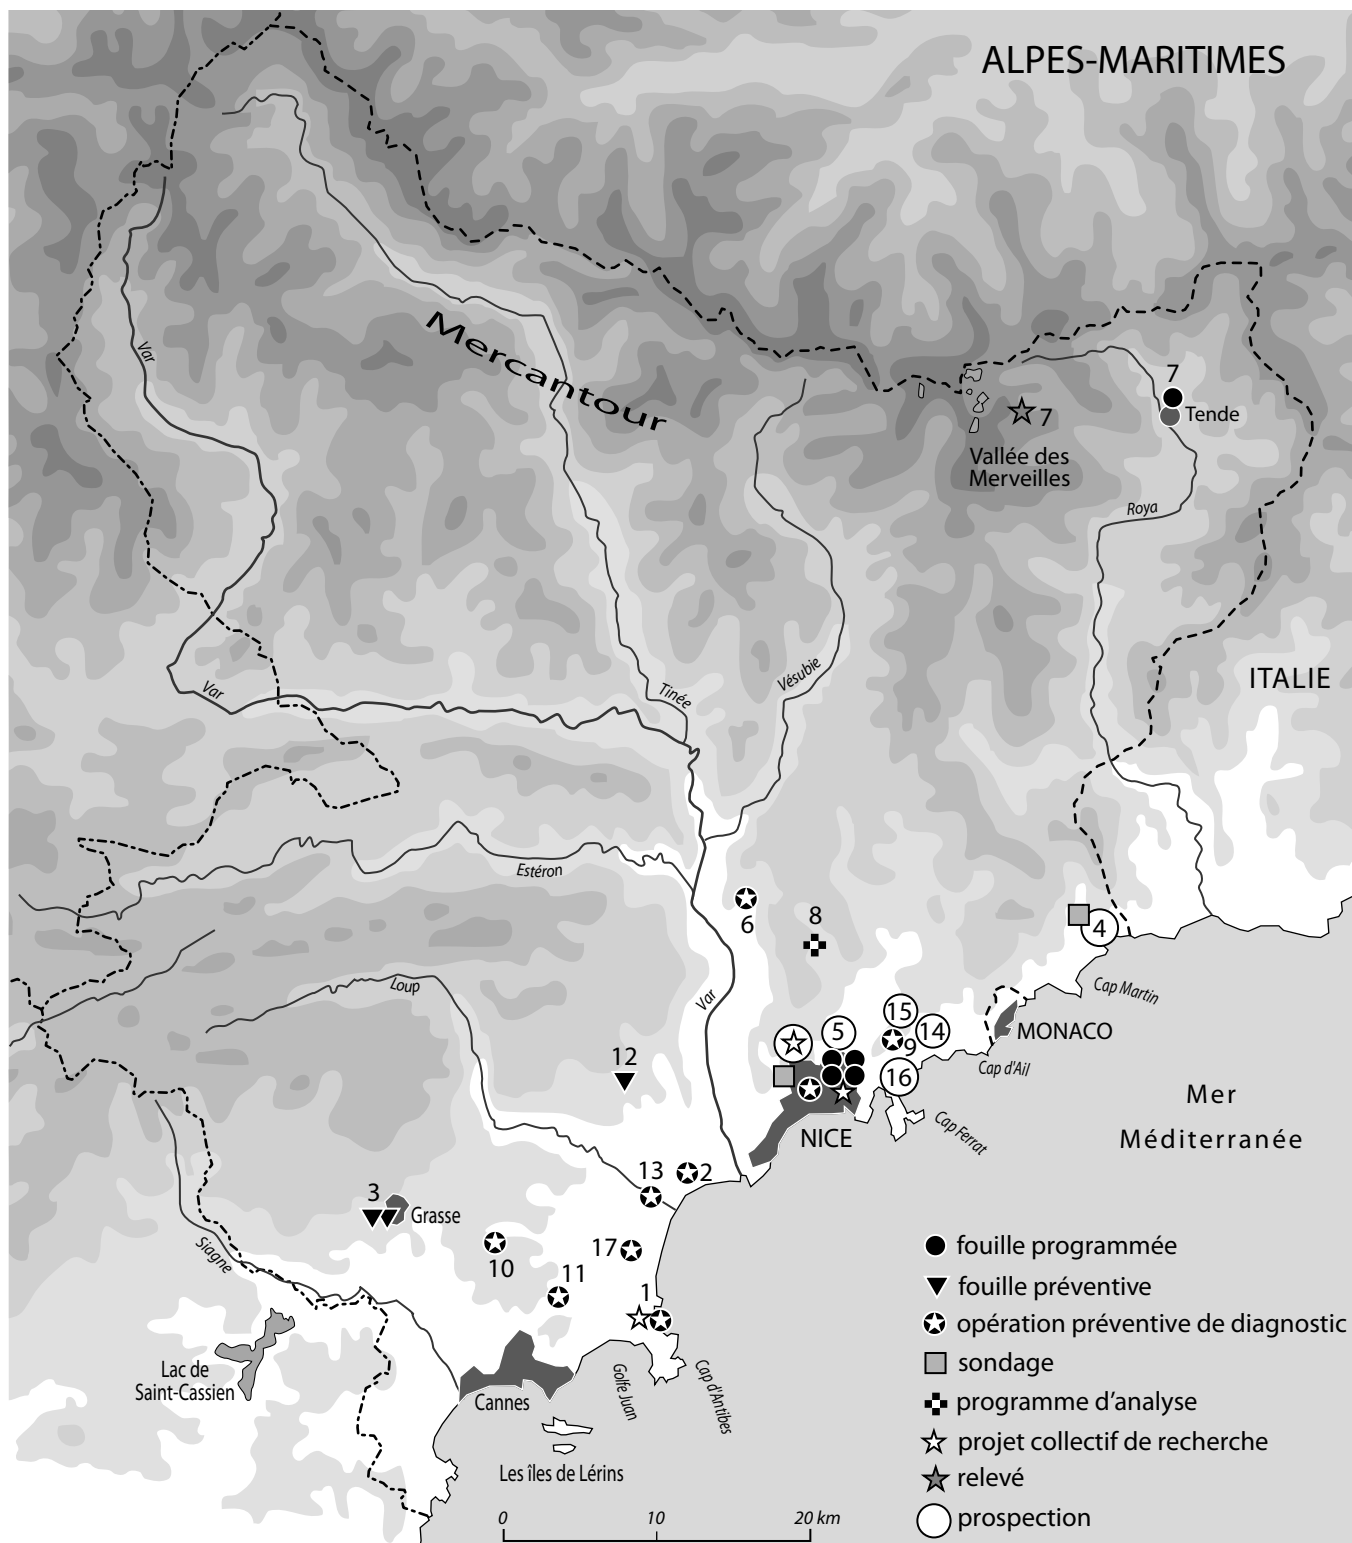 ALPES-MARITIMES
Mercantour
Var
7
Tende
7
Vallée des
Merveilles
Roya
ITALIE
Var
Tinée
Vésubie
Estéron
6
8
4
Loup
Var
Cap Martin
15
14
5
9
MONACO
Cap d'Ail
12
16
Mer
Méditerranée
Cap Ferrat
NICE
13
2
3
Grasse
Siagne
10
17
11
1
Lac de
Saint-Cassien
Cannes
Golfe Juan
Cap d'Antibes
Les îles de Lérins
0 10 20 km
fouille programmée
fouille préventive
opération préventive de diagnostic
sondage
programme d'analyse
projet collectif de recherche
relevé
prospection